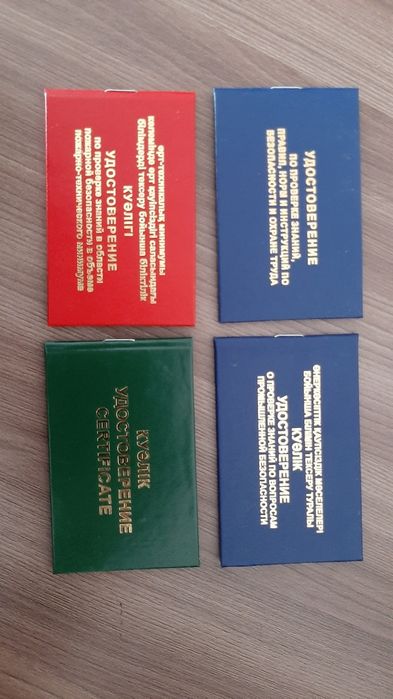 өрт-техникалық минимумы
көлемінде өрт қауіпсіздігі саласындағы
білімдерді тексеру бойынша біліктілік
КУӘЛІГІ
УДОСТОВЕРЕНИЕ
по проверке знаний в области
пожарной безопасности в объеме
пожарно-технического минимума
УДОСТОВЕРЕНИЕ
ПО ПРОВЕРКЕ ЗНАНИЙ,
ПРАВИЛ, НОРМ И ИНСТРУКЦИЙ ПО
БЕЗОПАСНОСТИ И ОХРАНЕ ТРУДА
КУӘЛІК
УДОСТОВЕРЕНИЕ
CERTIFICATE
ӨНЕРКӘСІПТІК ҚАУІПСІЗДІК МӘСЕЛЕЛЕРІ
БОЙЫНША БІЛІМІН ТЕКСЕРУ ТУРАЛЫ
КУӘЛІК
УДОСТОВЕРЕНИЕ
О ПРОВЕРКЕ ЗНАНИЙ ПО ВОПРОСАМ
ПРОМЫШЛЕННОЙ БЕЗОПАСНОСТИ